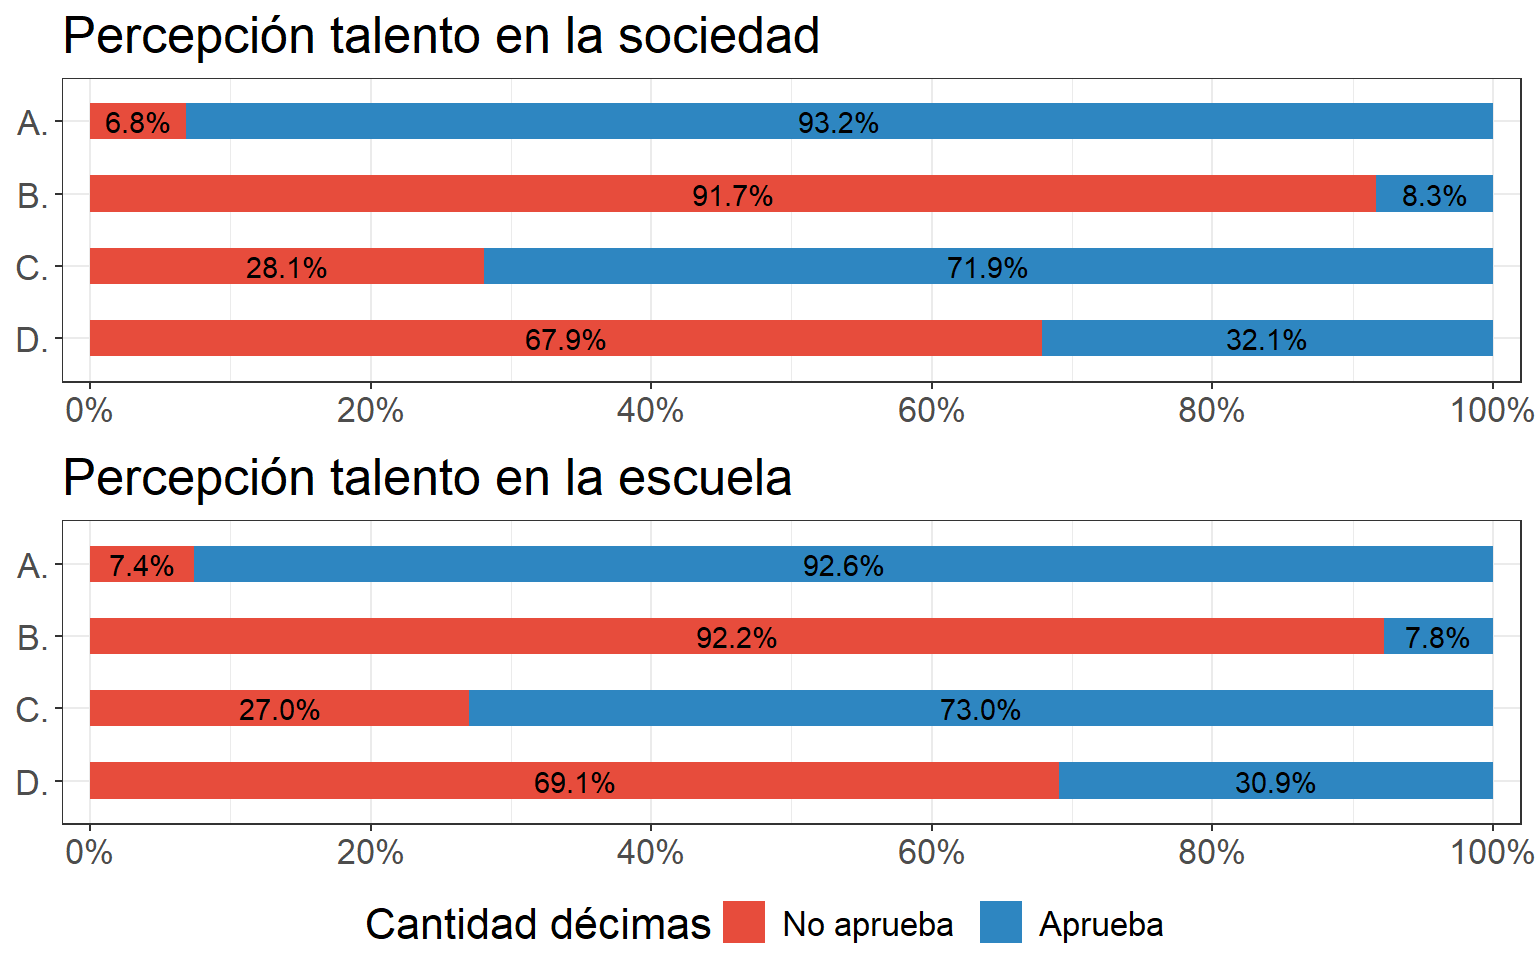 Percepción talento en la sociedad
A. 6.8% 93.2%
B. 91.7% 8.3%
C. 28.1% 71.9%
D. 67.9% 32.1%
0% 20% 40% 60% 80% 100%
Percepción talento en la escuela
A. 7.4% 92.6%
B. 92.2% 7.8%
C. 27.0% 73.0%
D. 69.1% 30.9%
0% 20% 40% 60% 80% 100%
Cantidad décimas No aprueba Aprueba